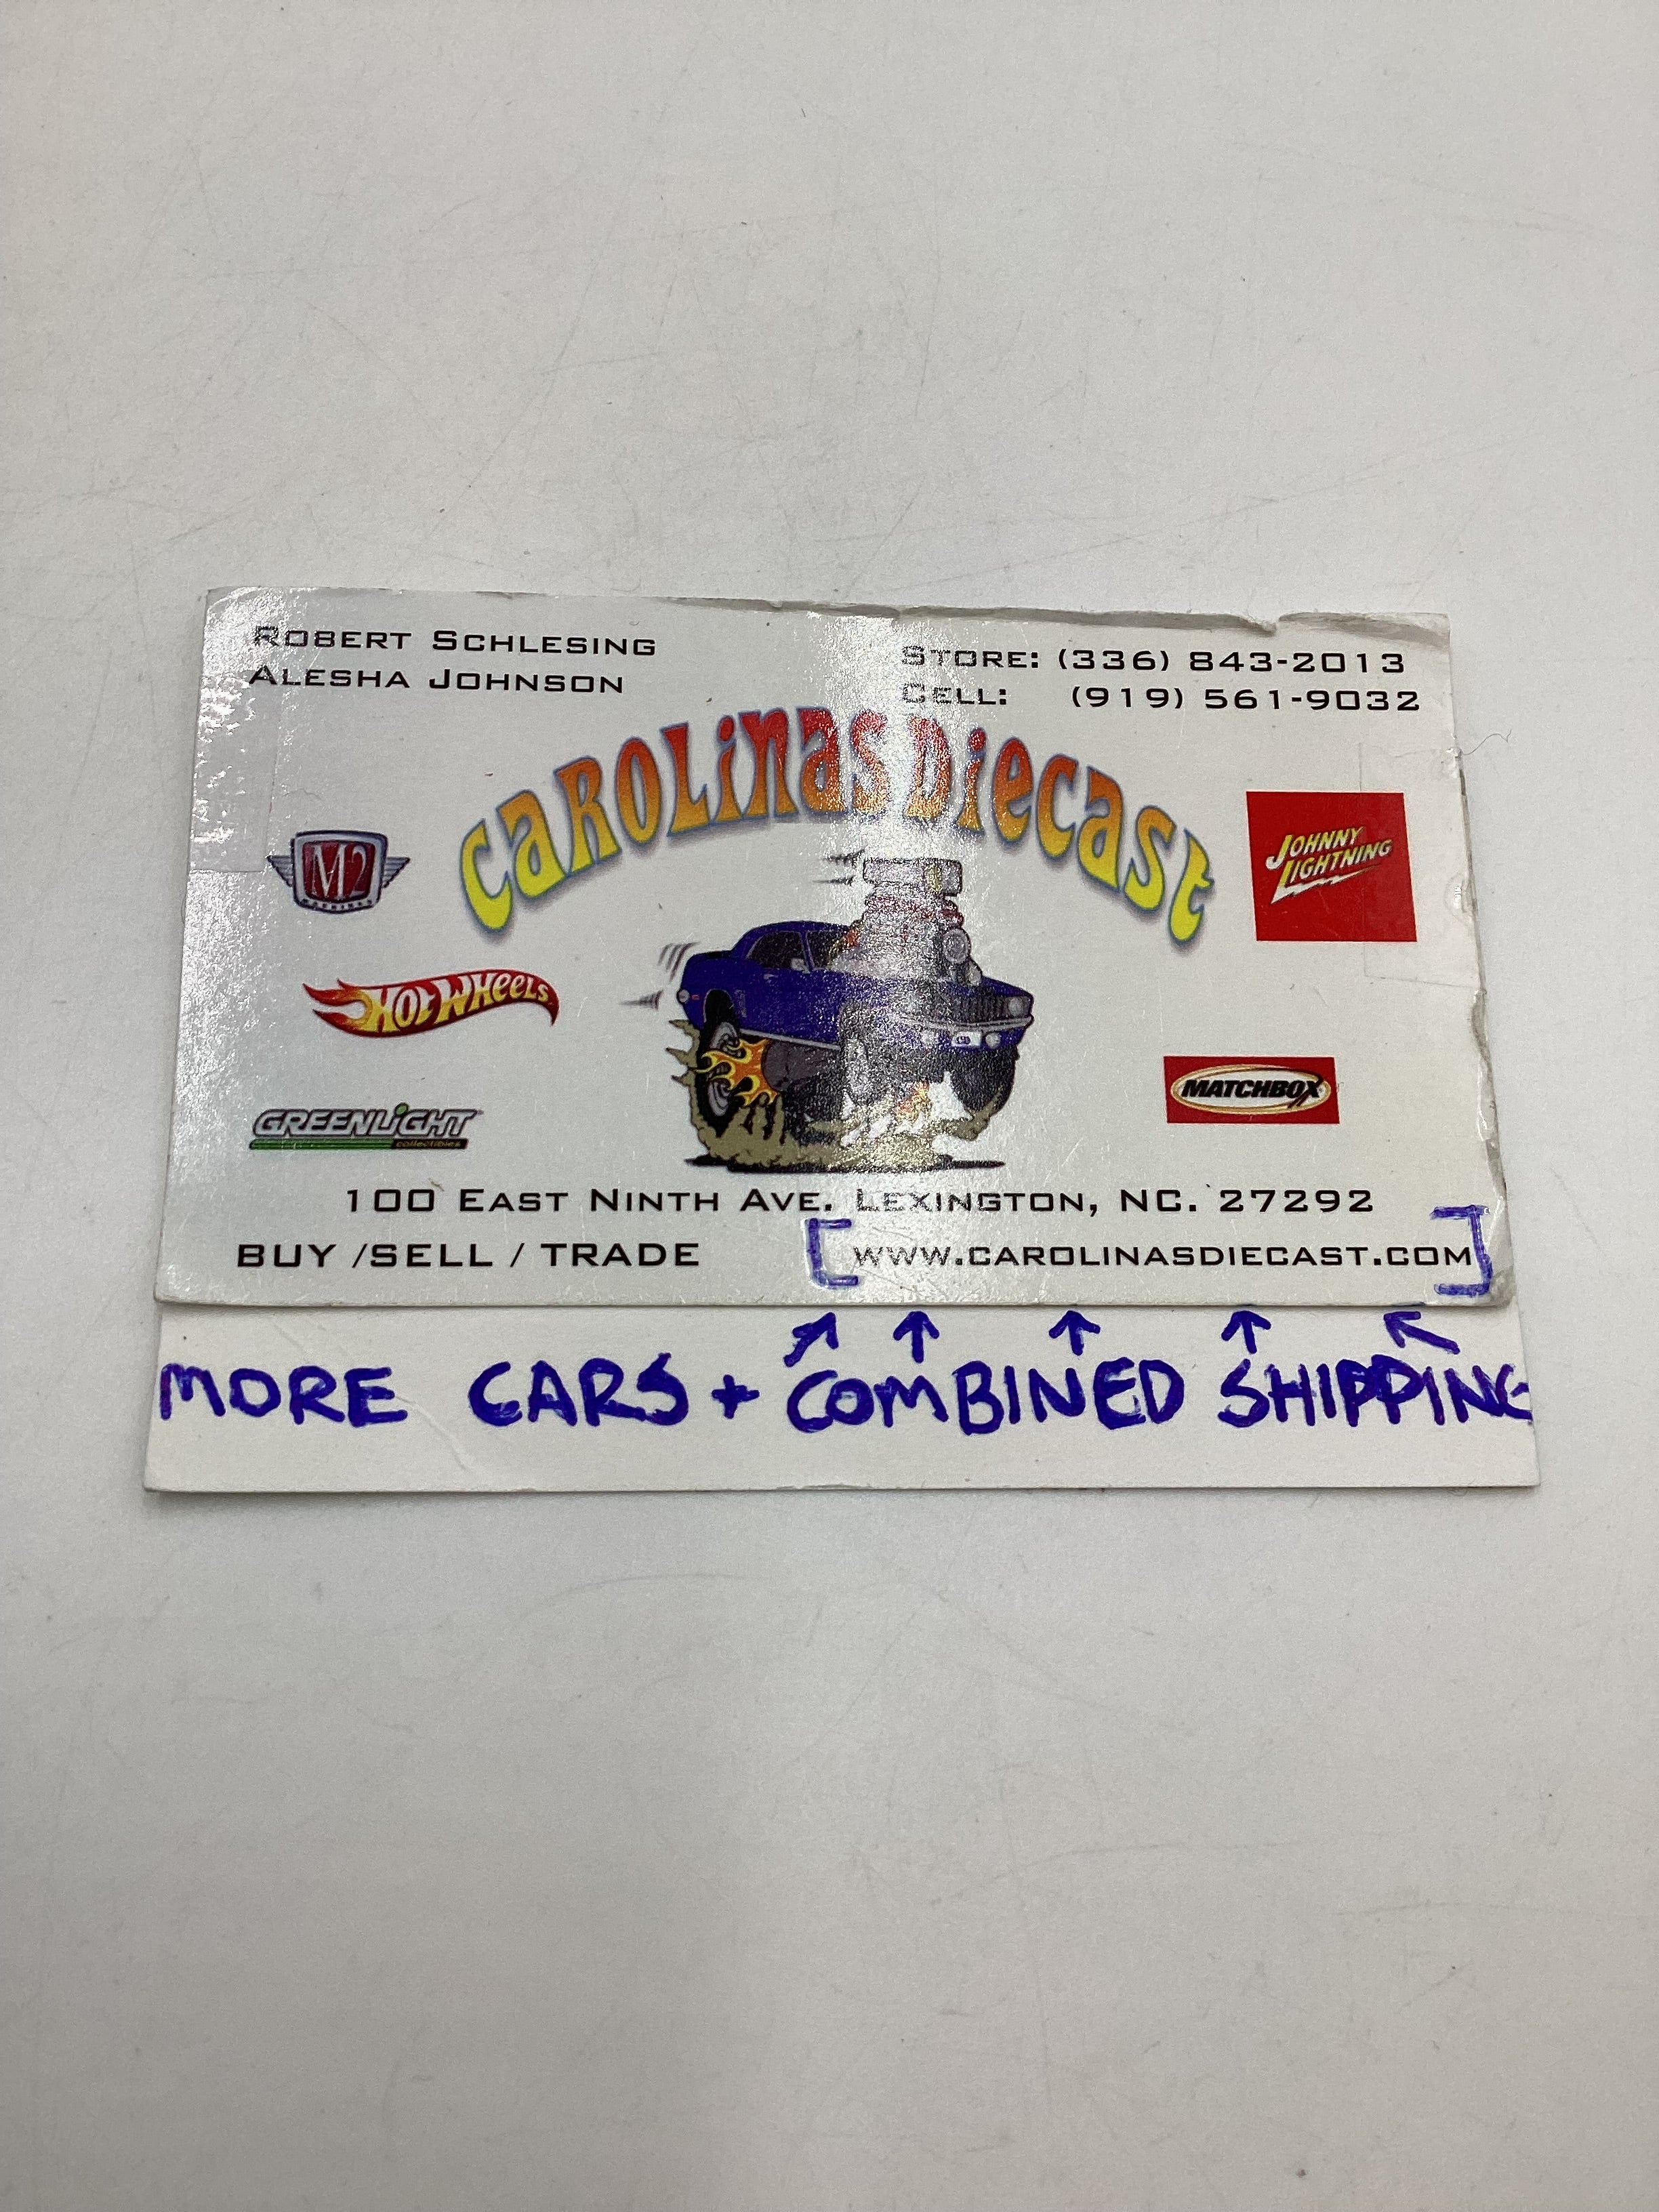 ROBERT SCHLESING
ALESHA JOHNSON
STORE: (336) 843-2013
CELL: (919) 561-9032
CAROLINAS DIECAST
M2
MACHINES
JOHNNY
LIGHTNING
HOT WHEELS
GREENLIGHT
collectibles
MATCHBOX
100 EAST NINTH AVE. LEXINGTON, NC. 27292
BUY /SELL / TRADE [WWW.CAROLINASDIECAST.COM]
MORE CARS + COMBINED SHIPPING